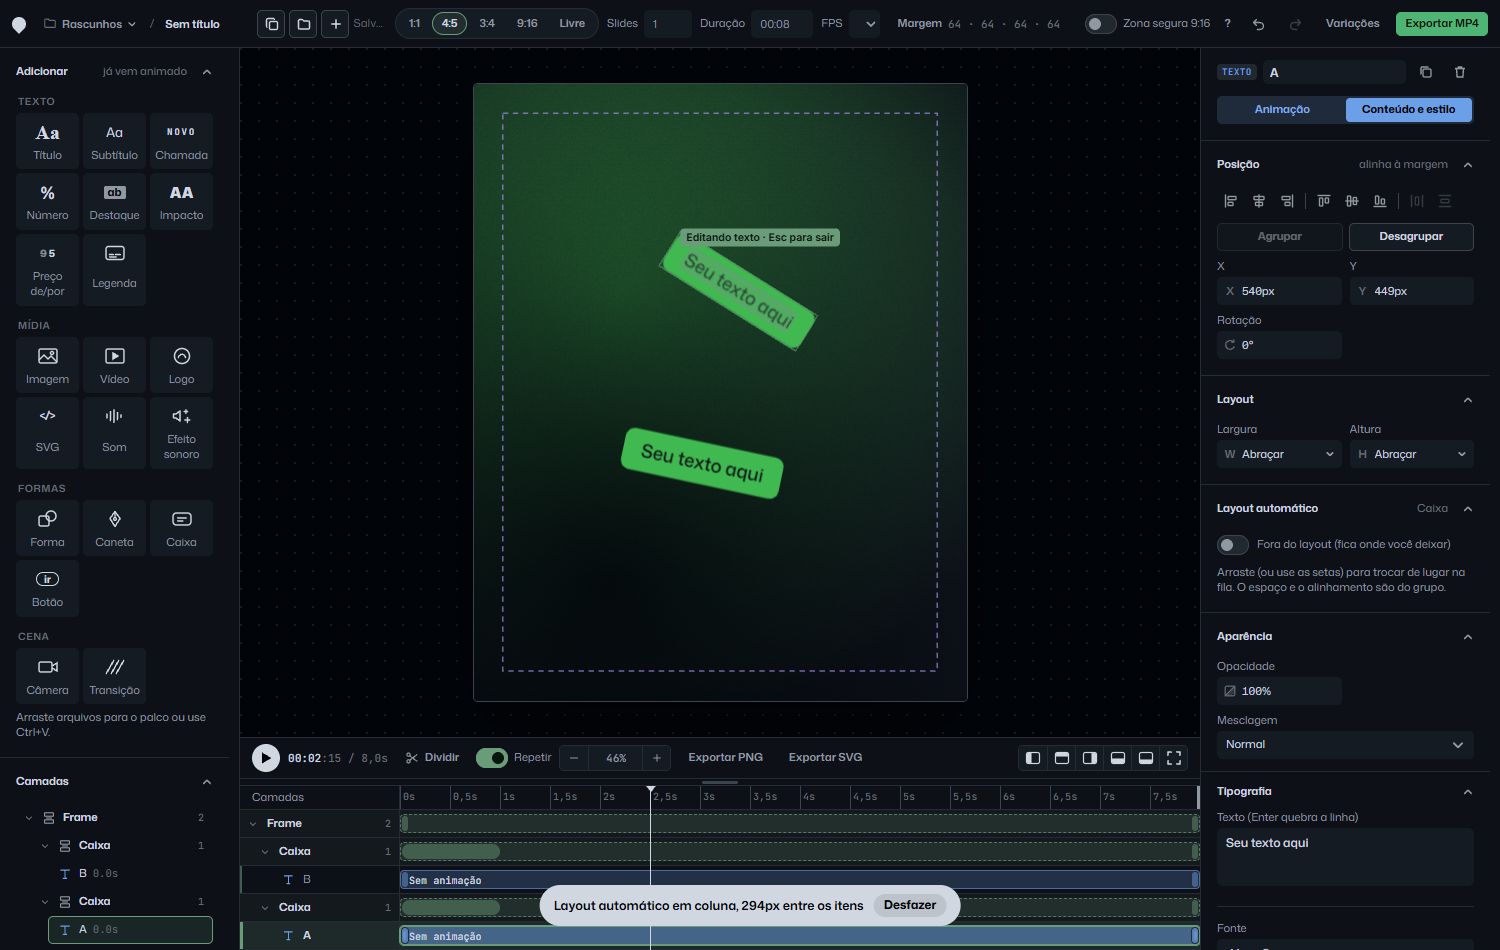 Rascunhos / Sem título
Salv...
1:1 4:5 3:4 9:16 Livre
Slides 1
Duração 00:08
FPS
Margem 64 · 64 · 64 · 64
Zona segura 9:16 ?
Variações
Exportar MP4
Adicionar já vem animado
TEXTO
Aa Aa NOVO
Título Subtítulo Chamada
% ab AA
Número Destaque Impacto
95
Preço de/por
Legenda
MÍDIA
Imagem Vídeo Logo
</>
SVG Som Efeito sonoro
FORMAS
Forma Caneta Caixa
ir
Botão
CENA
Câmera Transição
Arraste arquivos para o palco ou use
Ctrl+V.
Camadas
Frame 2
Caixa 1
B 0.0s
Caixa 1
A 0.0s
Editando texto · Esc para sair
Seu texto aqui
Seu texto aqui
00:02:15 / 8,0s
Dividir
Repetir
− 46% +
Exportar PNG
Exportar SVG
Camadas
0s 0,5s 1s 1,5s 2s 2,5s 3s 3,5s 4s 4,5s 5s 5,5s 6s 6,5s 7s 7,5s
Frame 2
Caixa 1
B Sem animação
Caixa 1
A Sem animação
Layout automático em coluna, 294px entre os itens Desfazer
TEXTO A
Animação Conteúdo e estilo
Posição alinha à margem
Agrupar Desagrupar
X Y
X 540px Y 449px
Rotação
0°
Layout
Largura Altura
W Abraçar H Abraçar
Layout automático Caixa
Fora do layout (fica onde você deixar)
Arraste (ou use as setas) para trocar de lugar na
fila. O espaço e o alinhamento são do grupo.
Aparência
Opacidade
100%
Mesclagem
Normal
Tipografia
Texto (Enter quebra a linha)
Seu texto aqui
Fonte